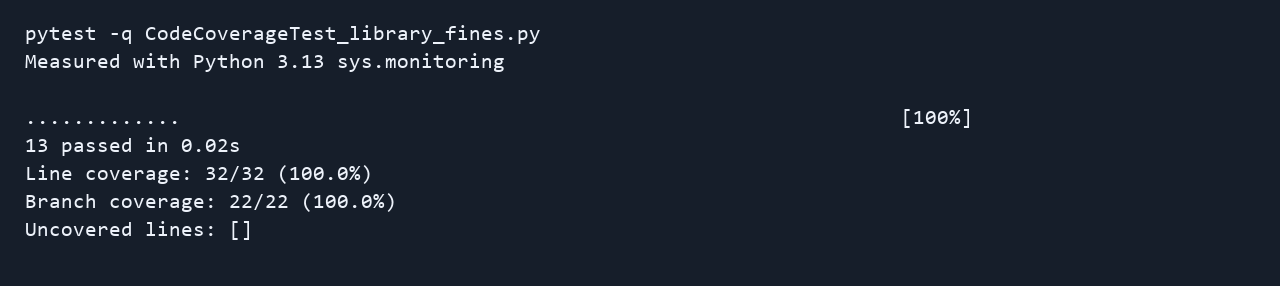 pytest -q CodeCoverageTest_library_fines.py
Measured with Python 3.13 sys.monitoring
............. [100%]
13 passed in 0.02s
Line coverage: 32/32 (100.0%)
Branch coverage: 22/22 (100.0%)
Uncovered lines: []